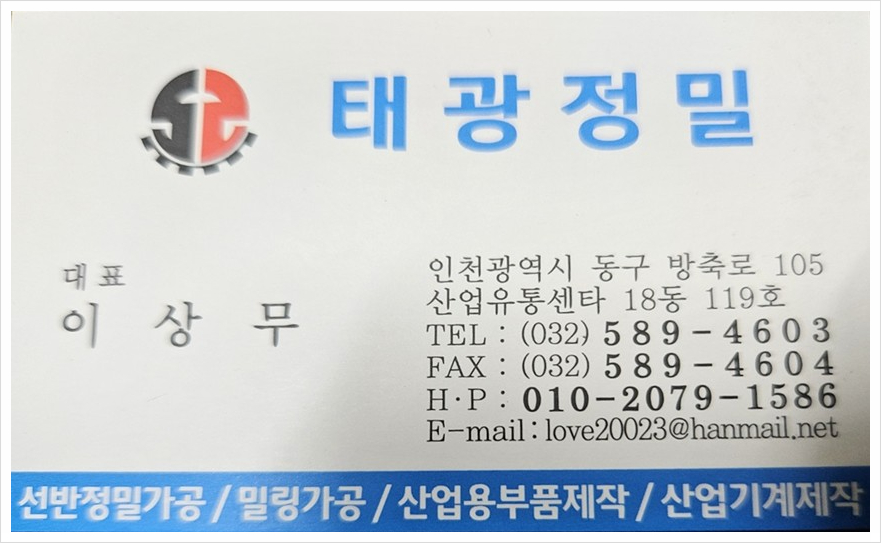 태광정밀
대표
이상무
인천광역시 동구 방축로 105
산업유통센타 18동 119호
TEL : (032) 589-4603
FAX : (032) 589-4604
H·P : 010-2079-1586
E-mail : love20023@hanmail.net
선반정밀가공 / 밀링가공 / 산업용부품제작 / 산업기계제작